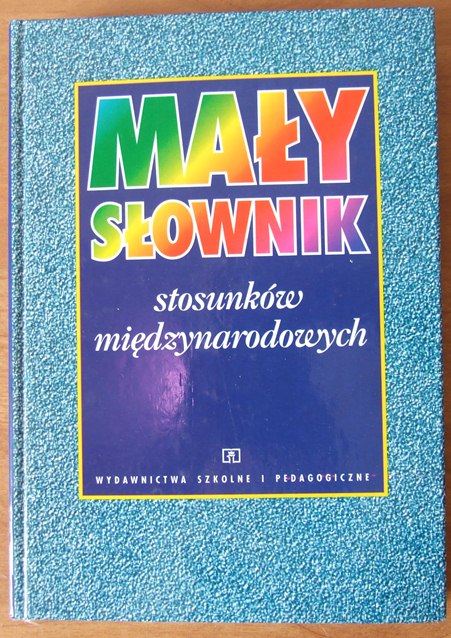 MAŁY
SŁOWNIK
stosunków
międzynarodowych
WYDAWNICTWA SZKOLNE I PEDAGOGICZNE